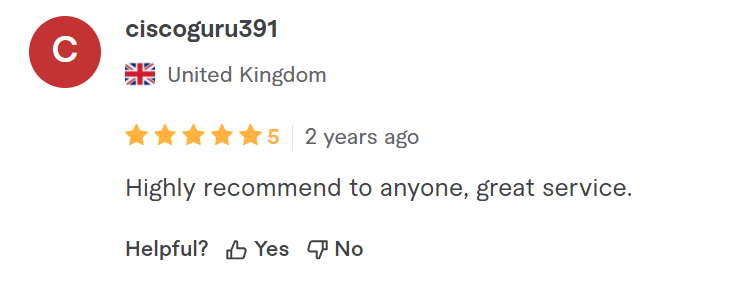 C
ciscoguru391
United Kingdom
5 2 years ago
Highly recommend to anyone, great service.
Helpful? Yes No